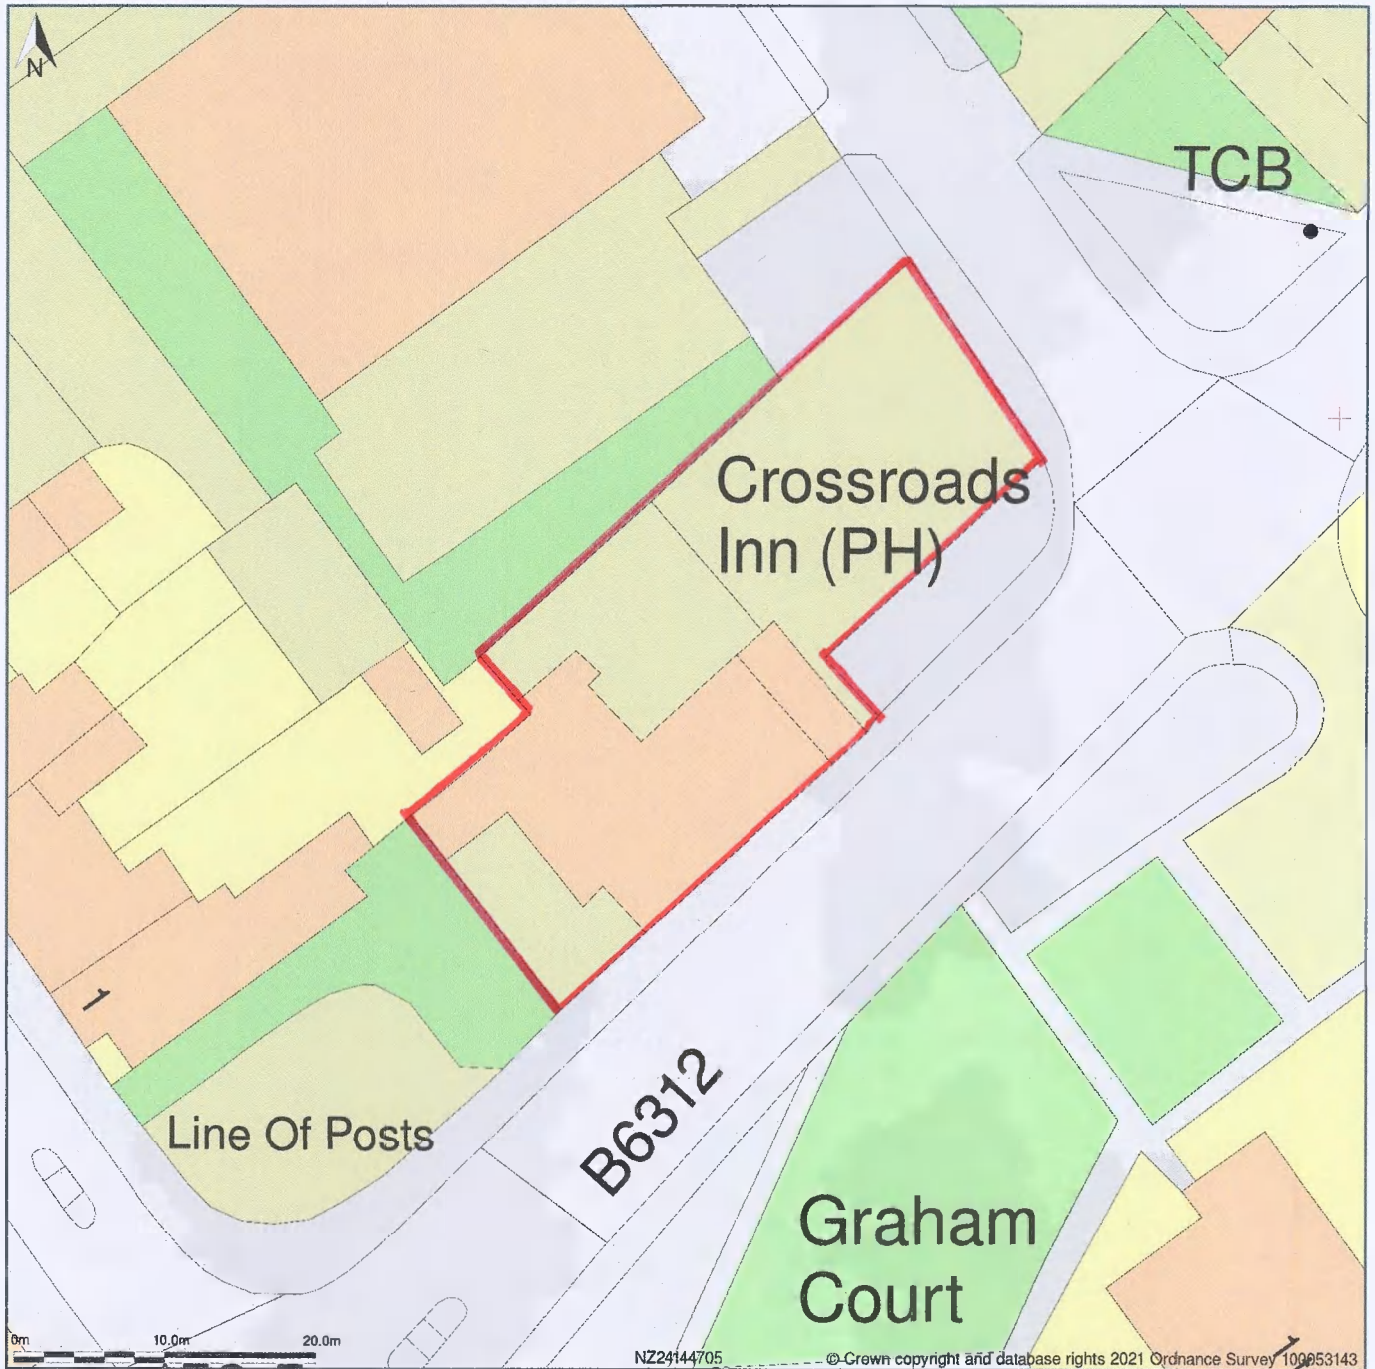 N
TCB
Crossroads
Inn (PH)
1
Line Of Posts
B6312
Graham
Court
1
0m 10.0m 20.0m
NZ24144705
© Crown copyright and database rights 2021 Ordnance Survey 100053143